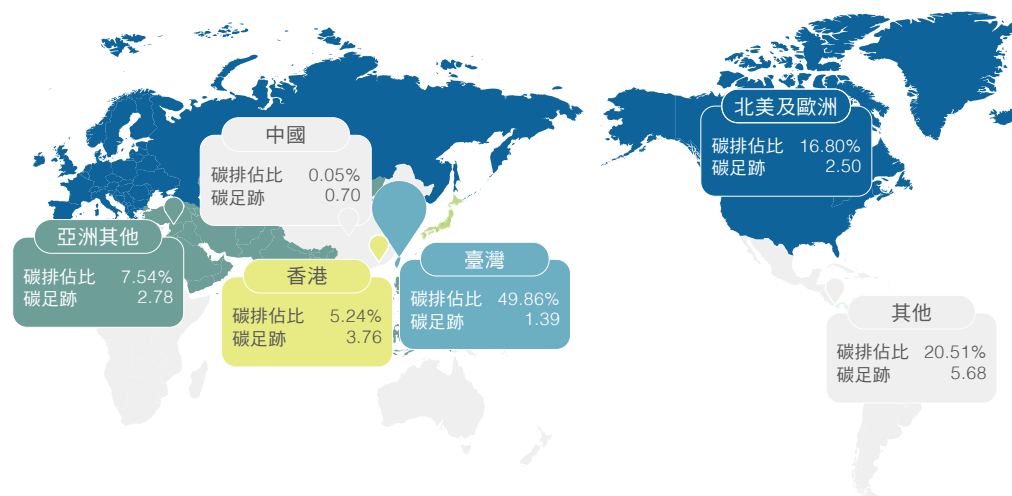 北美及歐洲
碳排佔比 16.80%
碳足跡 2.50
中國
碳排佔比 0.05%
碳足跡 0.70
亞洲其他
碳排佔比 7.54%
碳足跡 2.78
香港
碳排佔比 5.24%
碳足跡 3.76
臺灣
碳排佔比 49.86%
碳足跡 1.39
其他
碳排佔比 20.51%
碳足跡 5.68